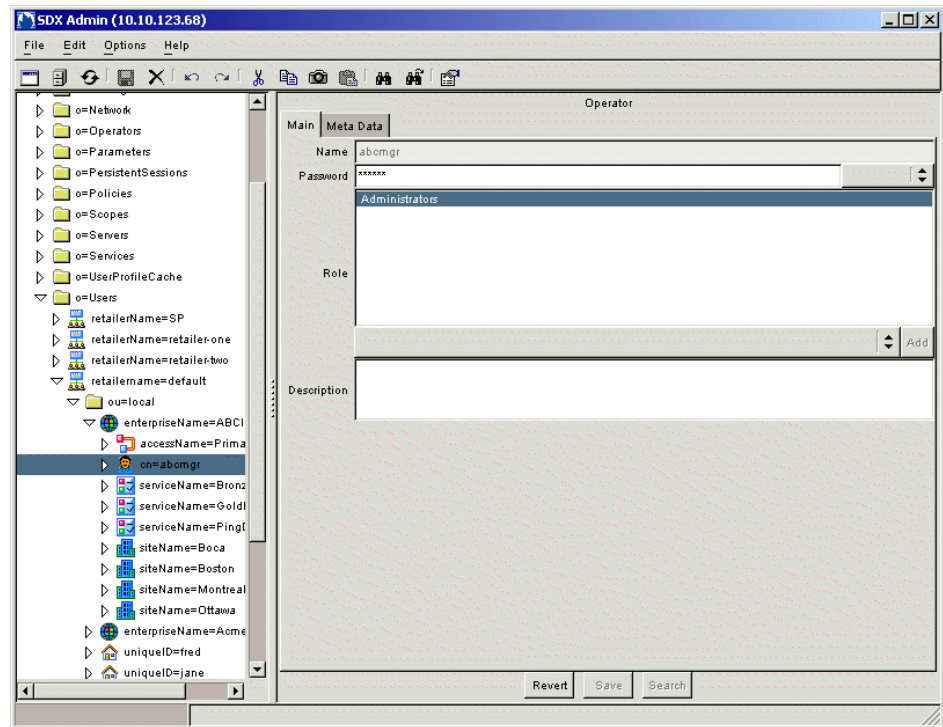 SDX Admin (10.10.123.68)
File Edit Options Help
o=Network
o=Operators
o=Parameters
o=PersistentSessions
o=Policies
o=Scopes
o=Servers
o=Services
o=UserProfileCache
o=Users
retailerName=SP
retailerName=retailer-one
retailerName=retailer-two
retailername=default
ou=local
enterpriseName=ABCI
accessName=Prima
cn=abcmgr
serviceName=Bronz
serviceName=Gold
serviceName=Ping
siteName=Boca
siteName=Boston
siteName=Montreal
siteName=Ottawa
enterpriseName=Acme
uniqueID=fred
uniqueID=jane
Operator
Main Meta Data
Name abcmgr
Password ******
Administrators
Role
Add
Description
Revert Save Search